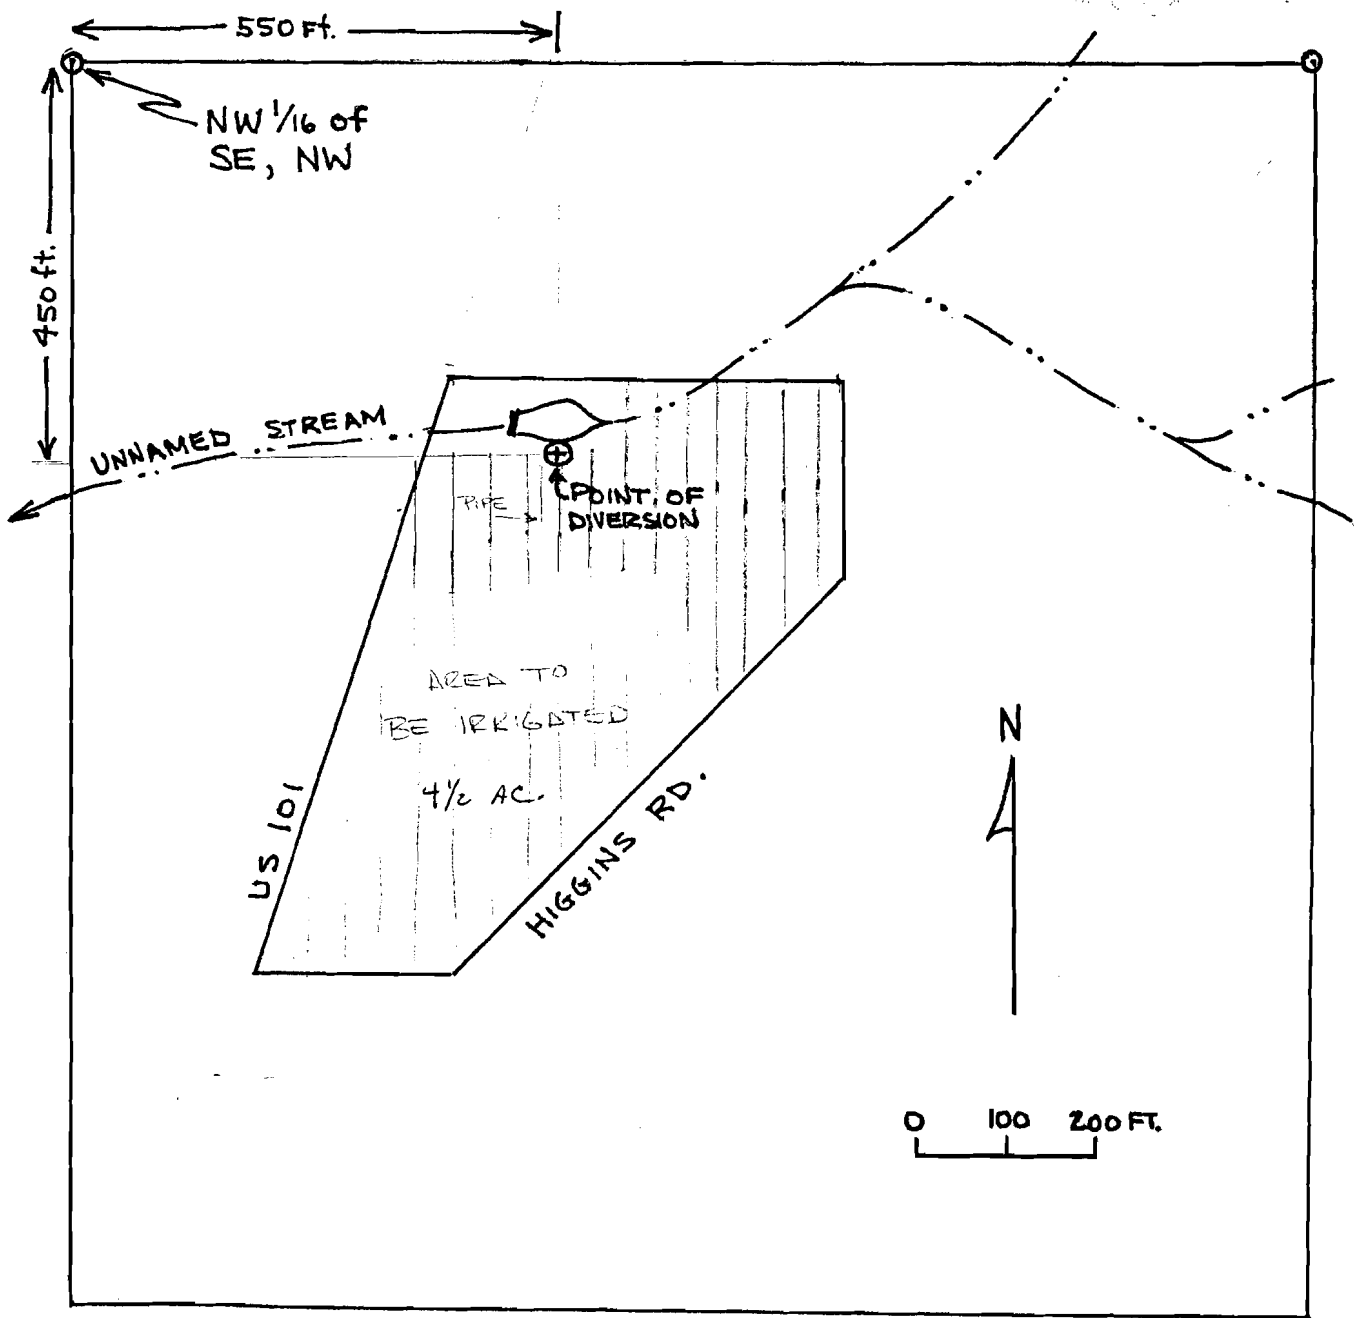 550 Ft.
NW 1/16 of
SE, NW
450 ft.
UNNAMED STREAM
PIPE
POINT OF
DIVERSION
AREA TO
BE IRRIGATED
4 1/2 AC.
US 101
HIGGINS RD.
N
0 100 200 FT.